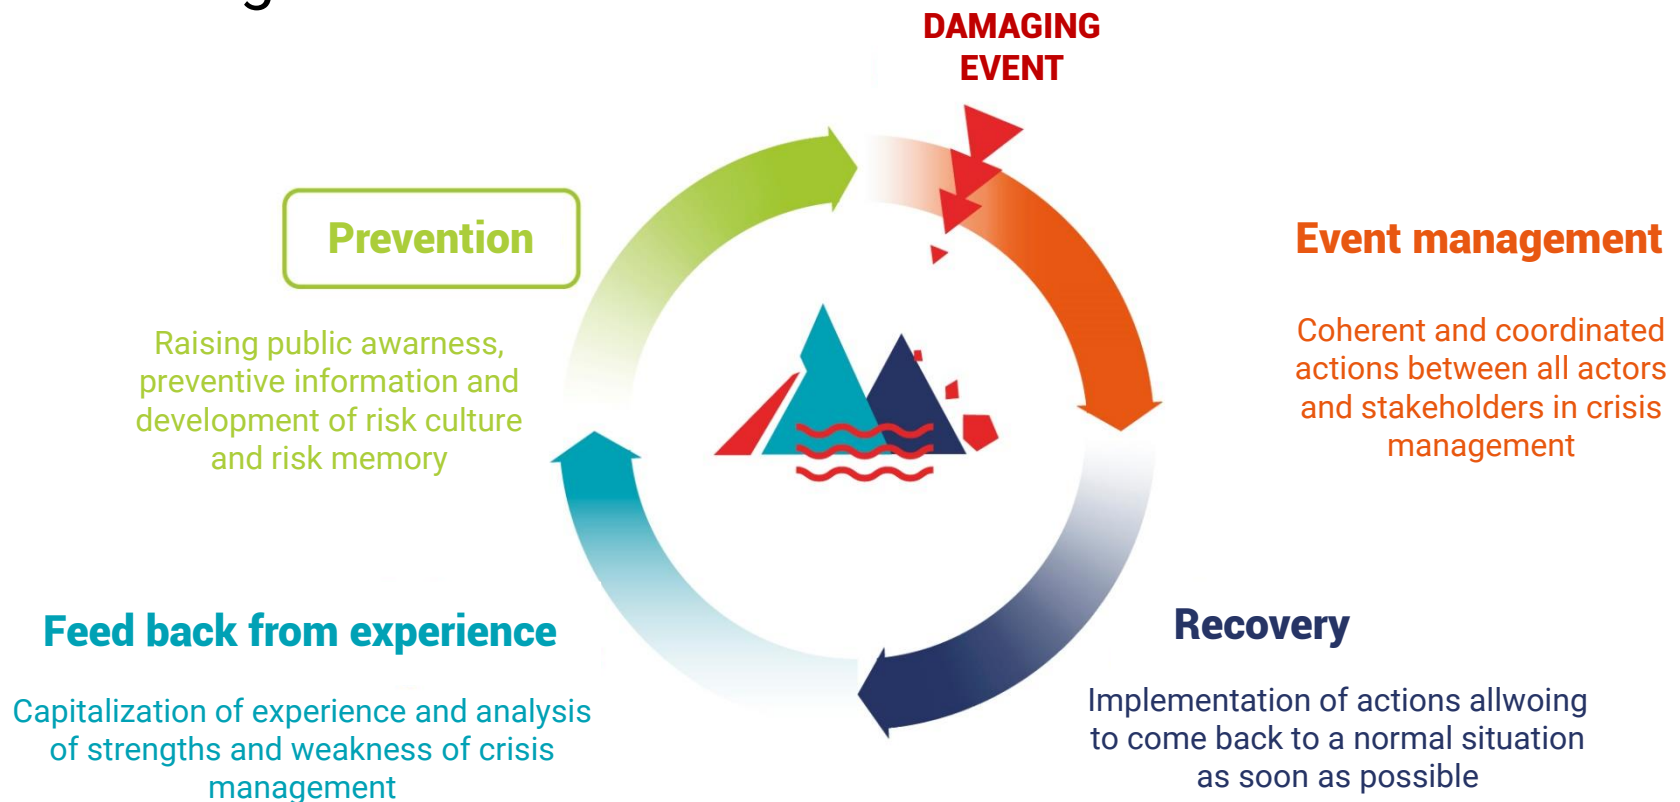 DAMAGING
EVENT
Prevention
Raising public awarness,
preventive information and
development of risk culture
and risk memory
Event management
Coherent and coordinated
actions between all actors
and stakeholders in crisis
management
Feed back from experience
Capitalization of experience and analysis
of strengths and weakness of crisis
management
Recovery
Implementation of actions allwoing
to come back to a normal situation
as soon as possible